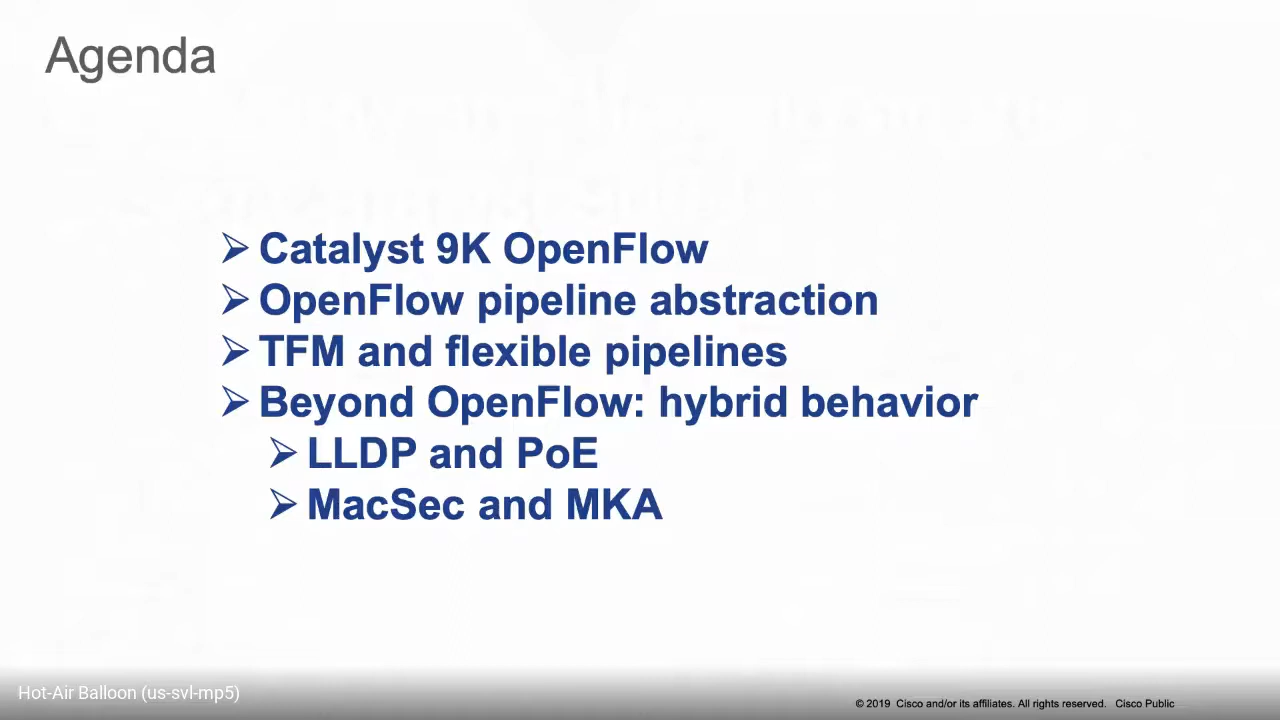 Agenda
➢ Catalyst 9K OpenFlow
➢ OpenFlow pipeline abstraction
➢ TFM and flexible pipelines
➢ Beyond OpenFlow: hybrid behavior
➢ LLDP and PoE
➢ MacSec and MKA
Hot-Air Balloon (us-svl-mp5)
© 2019 Cisco and/or its affiliates. All rights reserved. Cisco Public